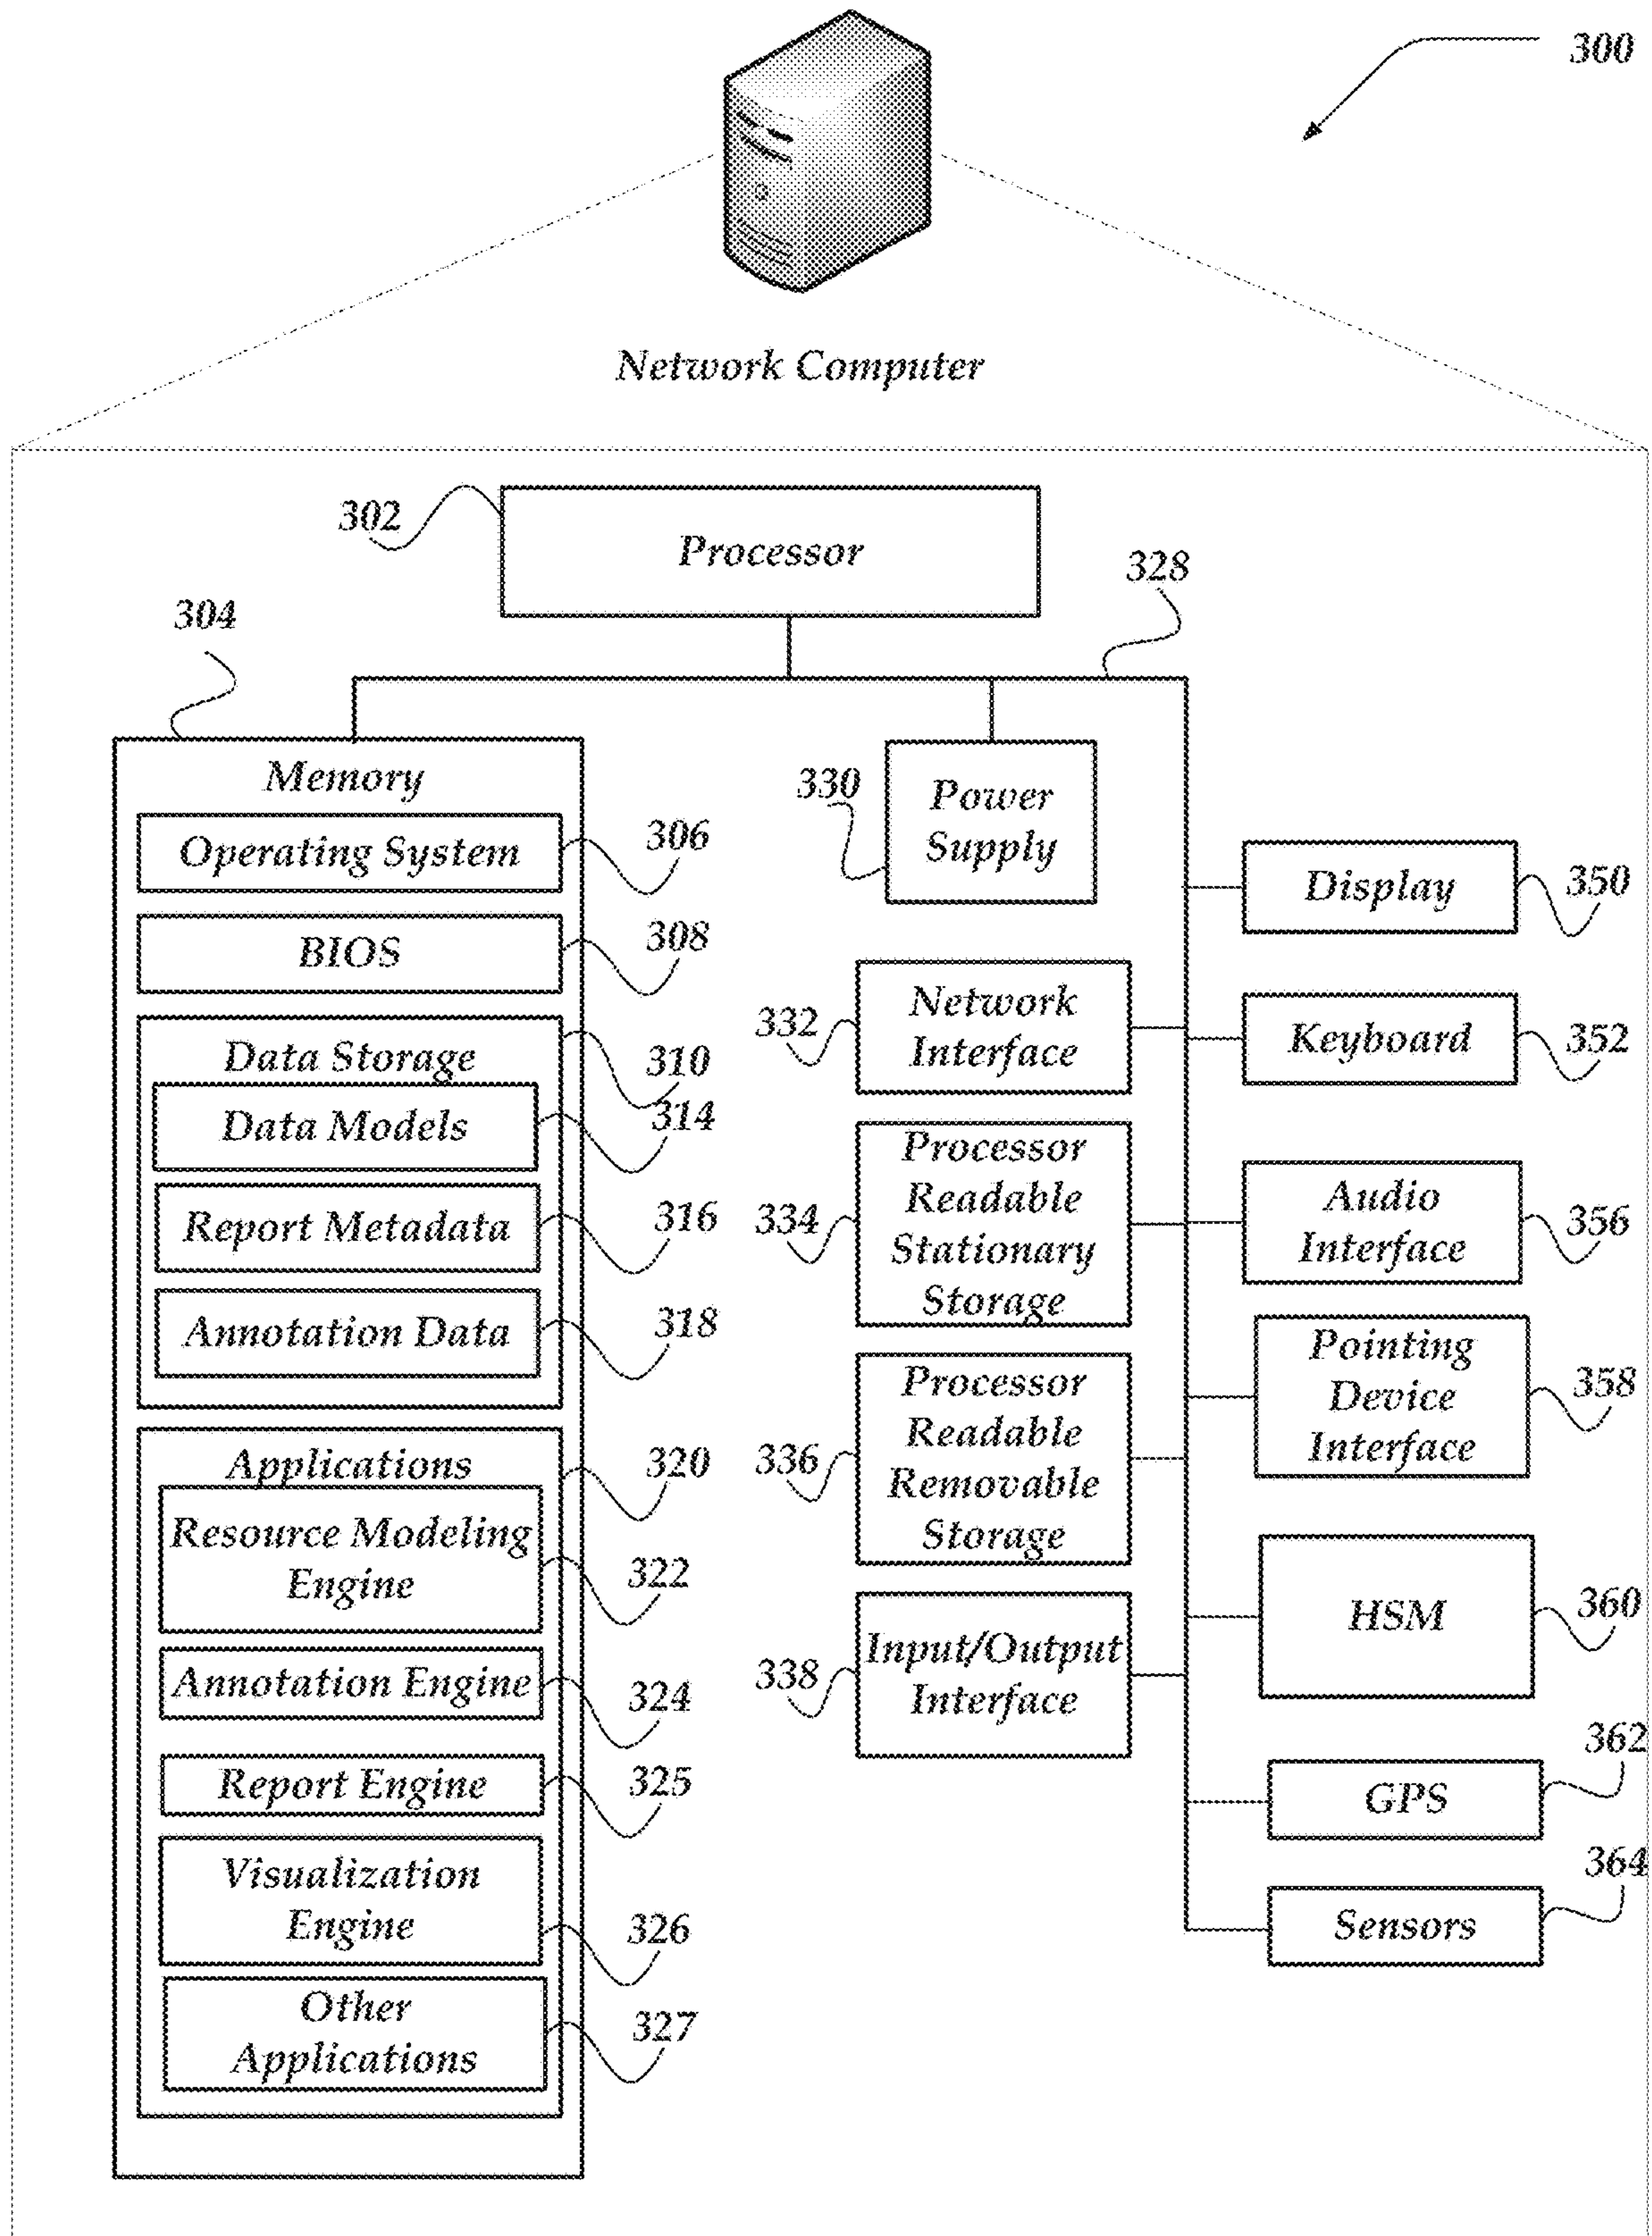 300
Network Computer
302
Processor
328
304
Memory
Operating System
306
BIOS
308
Data Storage
310
Data Models
314
Report Metadata
316
Annotation Data
318
Applications
320
Resource Modeling
Engine
322
Annotation Engine
324
Report Engine
325
Visualization
Engine
326
Other
Applications
327
330
Power
Supply
332
Network
Interface
334
Processor
Readable
Stationary
Storage
336
Processor
Readable
Removable
Storage
338
Input/Output
Interface
Display
350
Keyboard
352
Audio
Interface
356
Pointing
Device
Interface
358
HSM
360
GPS
362
Sensors
364